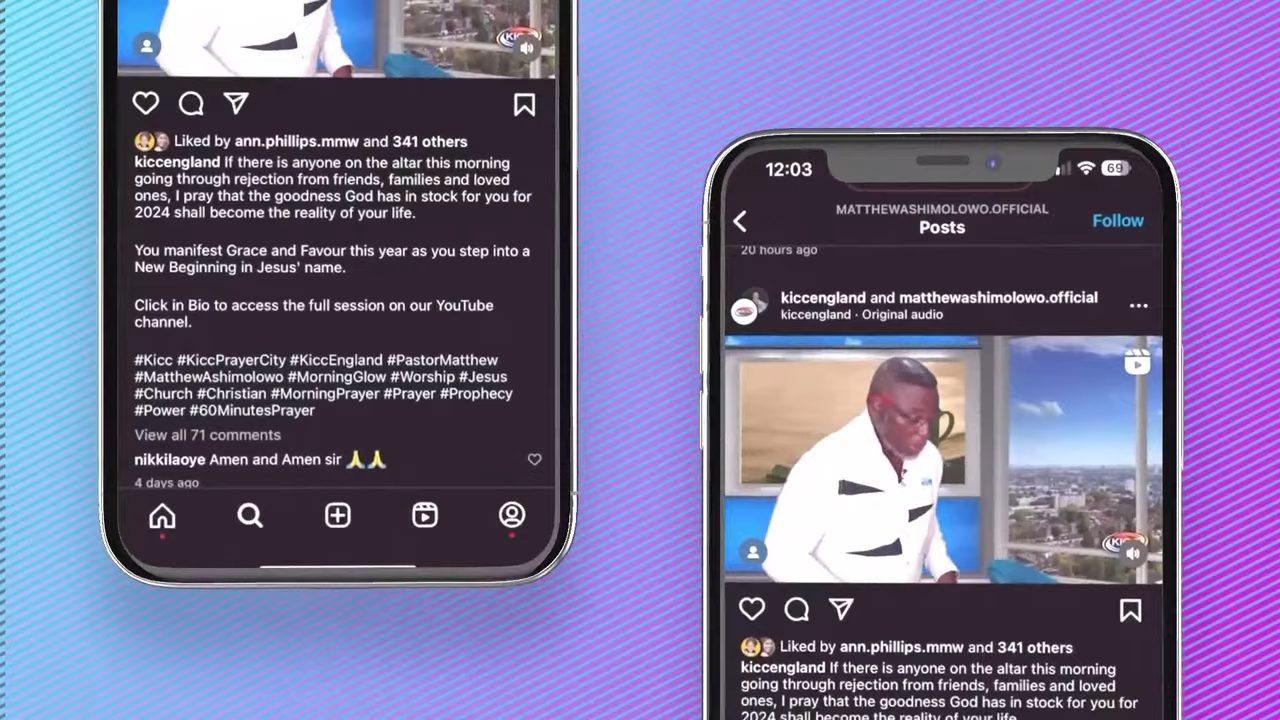 Liked by ann.phillips.mmw and 341 others
kiccengland If there is anyone on the altar this morning
going through rejection from friends, families and loved
ones, I pray that the goodness God has in stock for you for
2024 shall become the reality of your life.
You manifest Grace and Favour this year as you step into a
New Beginning in Jesus' name.
Click in Bio to access the full session on our YouTube
channel.
#Kicc #KiccPrayerCity #KiccEngland #PastorMatthew
#MatthewAshimolowo #MorningGlow #Worship #Jesus
#Church #Christian #MorningPrayer #Prayer #Prophecy
#Power #60MinutesPrayer
View all 71 comments
nikkilaoye Amen and Amen sir 🙏🙏
4 days ago
12:03
69
MATTHEWASHIMOLOWO.OFFICIAL
Posts
Follow
20 hours ago
kiccengland and matthewashimolowo.official
kiccengland · Original audio
Liked by ann.phillips.mmw and 341 others
kiccengland If there is anyone on the altar this morning
going through rejection from friends, families and loved
ones, I pray that the goodness God has in stock for you for
2024 shall become the reality of your life.